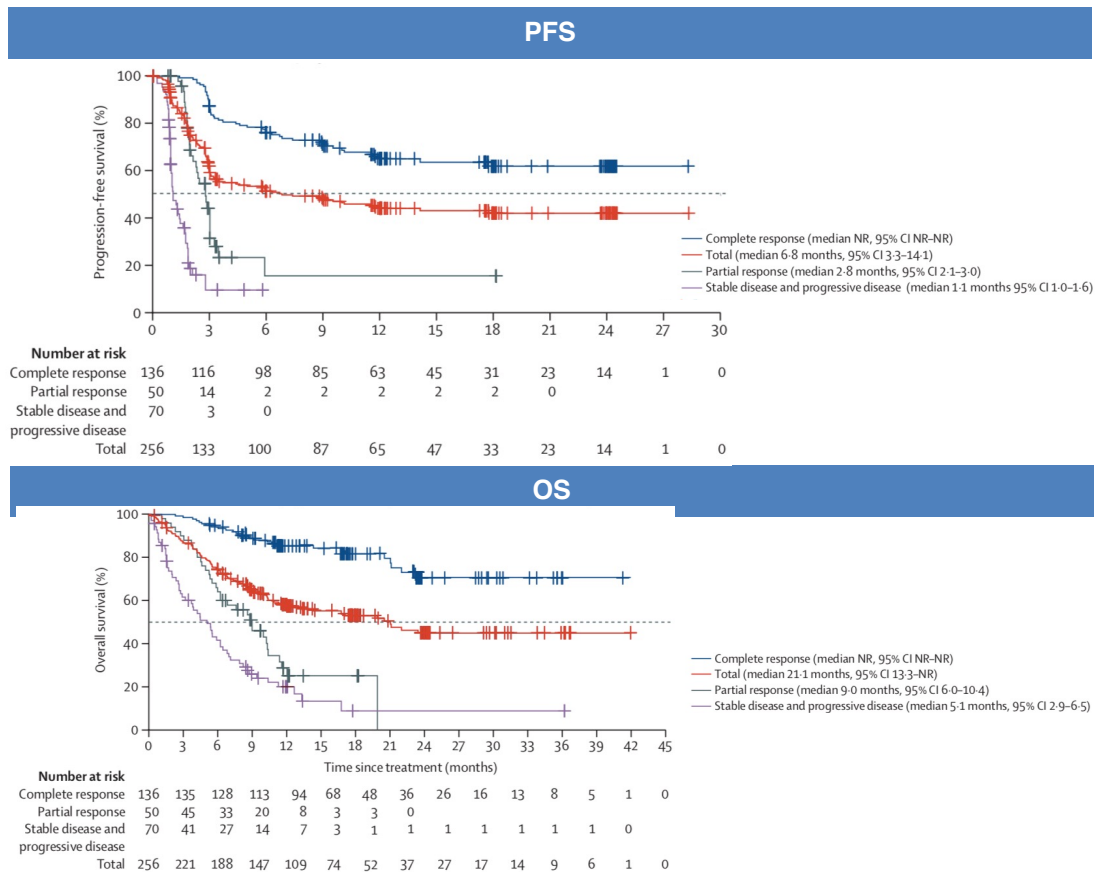 PFS
Progression-free survival (%)
100
80
60
40
20
0
0 3 6 9 12 15 18 21 24 27 30
Complete response (median NR, 95% CI NR–NR)
Total (median 6·8 months, 95% CI 3·3–14·1)
Partial response (median 2·8 months, 95% CI 2·1–3·0)
Stable disease and progressive disease (median 1·1 months 95% CI 1·0–1·6)
Number at risk
Complete response 136 116 98 85 63 45 31 23 14 1 0
Partial response 50 14 2 2 2 2 2 0
Stable disease and 70 3 0
progressive disease
Total 256 133 100 87 65 47 33 23 14 1 0
OS
Overall survival (%)
100
80
60
40
20
0
0 3 6 9 12 15 18 21 24 27 30 33 36 39 42 45
Time since treatment (months)
Complete response (median NR, 95% CI NR–NR)
Total (median 21·1 months, 95% CI 13·3–NR)
Partial response (median 9·0 months, 95% CI 6·0–10·4)
Stable disease and progressive disease (median 5·1 months, 95% CI 2·9–6·5)
Number at risk
Complete response 136 135 128 113 94 68 48 36 26 16 13 8 5 1 0
Partial response 50 45 33 20 8 3 3 0
Stable disease and 70 41 27 14 7 3 1 1 1 1 1 1 1 0
progressive disease
Total 256 221 188 147 109 74 52 37 27 17 14 9 6 1 0